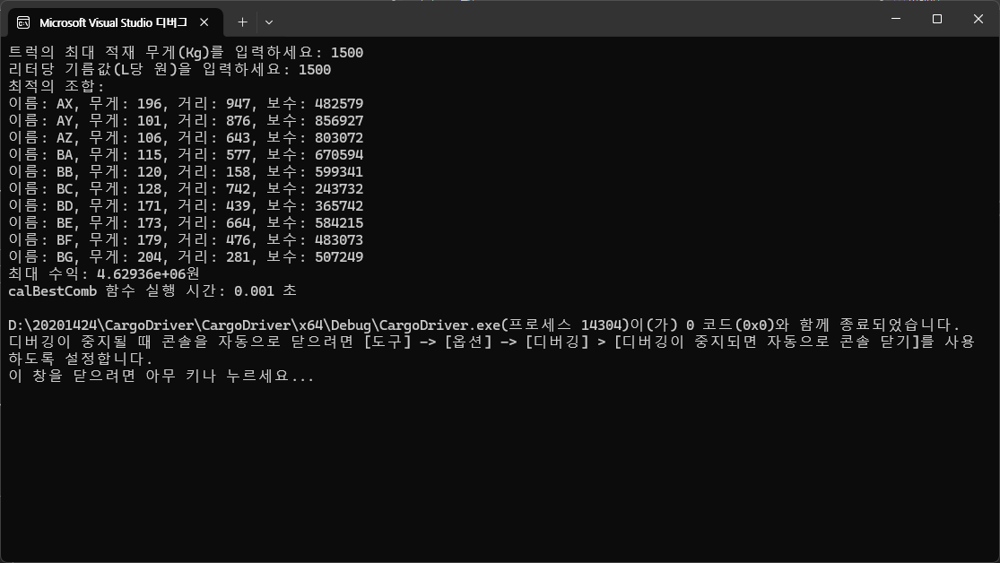 Microsoft Visual Studio 디버그
트럭의 최대 적재 무게(Kg)를 입력하세요: 1500
리터당 기름값(L당 원)을 입력하세요: 1500
최적의 조합:
이름: AX, 무게: 196, 거리: 947, 보수: 482579
이름: AY, 무게: 101, 거리: 876, 보수: 856927
이름: AZ, 무게: 106, 거리: 643, 보수: 803072
이름: BA, 무게: 115, 거리: 577, 보수: 670594
이름: BB, 무게: 120, 거리: 158, 보수: 599341
이름: BC, 무게: 128, 거리: 742, 보수: 243732
이름: BD, 무게: 171, 거리: 439, 보수: 365742
이름: BE, 무게: 173, 거리: 664, 보수: 584215
이름: BF, 무게: 179, 거리: 476, 보수: 483073
이름: BG, 무게: 204, 거리: 281, 보수: 507249
최대 수익: 4.62936e+06원
calBestComb 함수 실행 시간: 0.001 초
D:\20201424\CargoDriver\CargoDriver\x64\Debug\CargoDriver.exe(프로세스 14304)이(가) 0 코드(0x0)와 함께 종료되었습니다.
디버깅이 중지될 때 콘솔을 자동으로 닫으려면 [도구] -> [옵션] -> [디버깅] > [디버깅이 중지되면 자동으로 콘솔 닫기]를 사용
하도록 설정합니다.
이 창을 닫으려면 아무 키나 누르세요...